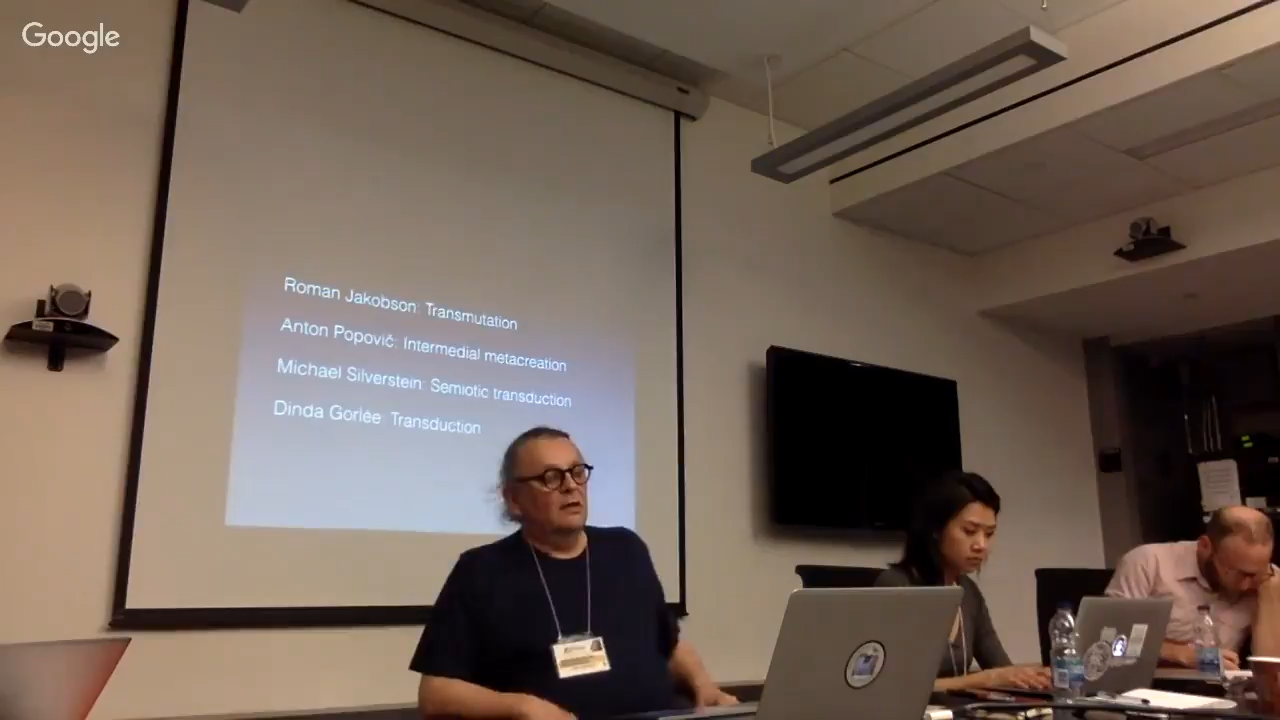 Google
Roman Jakobson: Transmutation
Anton Popovič: Intermedial metacreation
Michael Silverstein: Semiotic transduction
Dinda Gorlée: Transduction